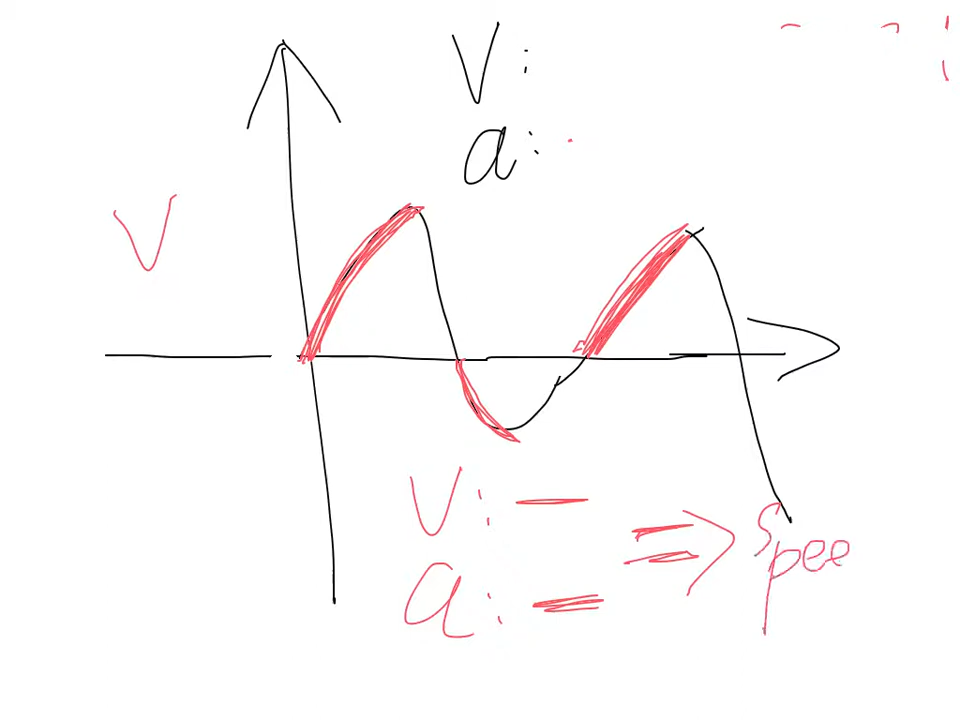 V:
a:
V
V: —
a: —
=> Spee